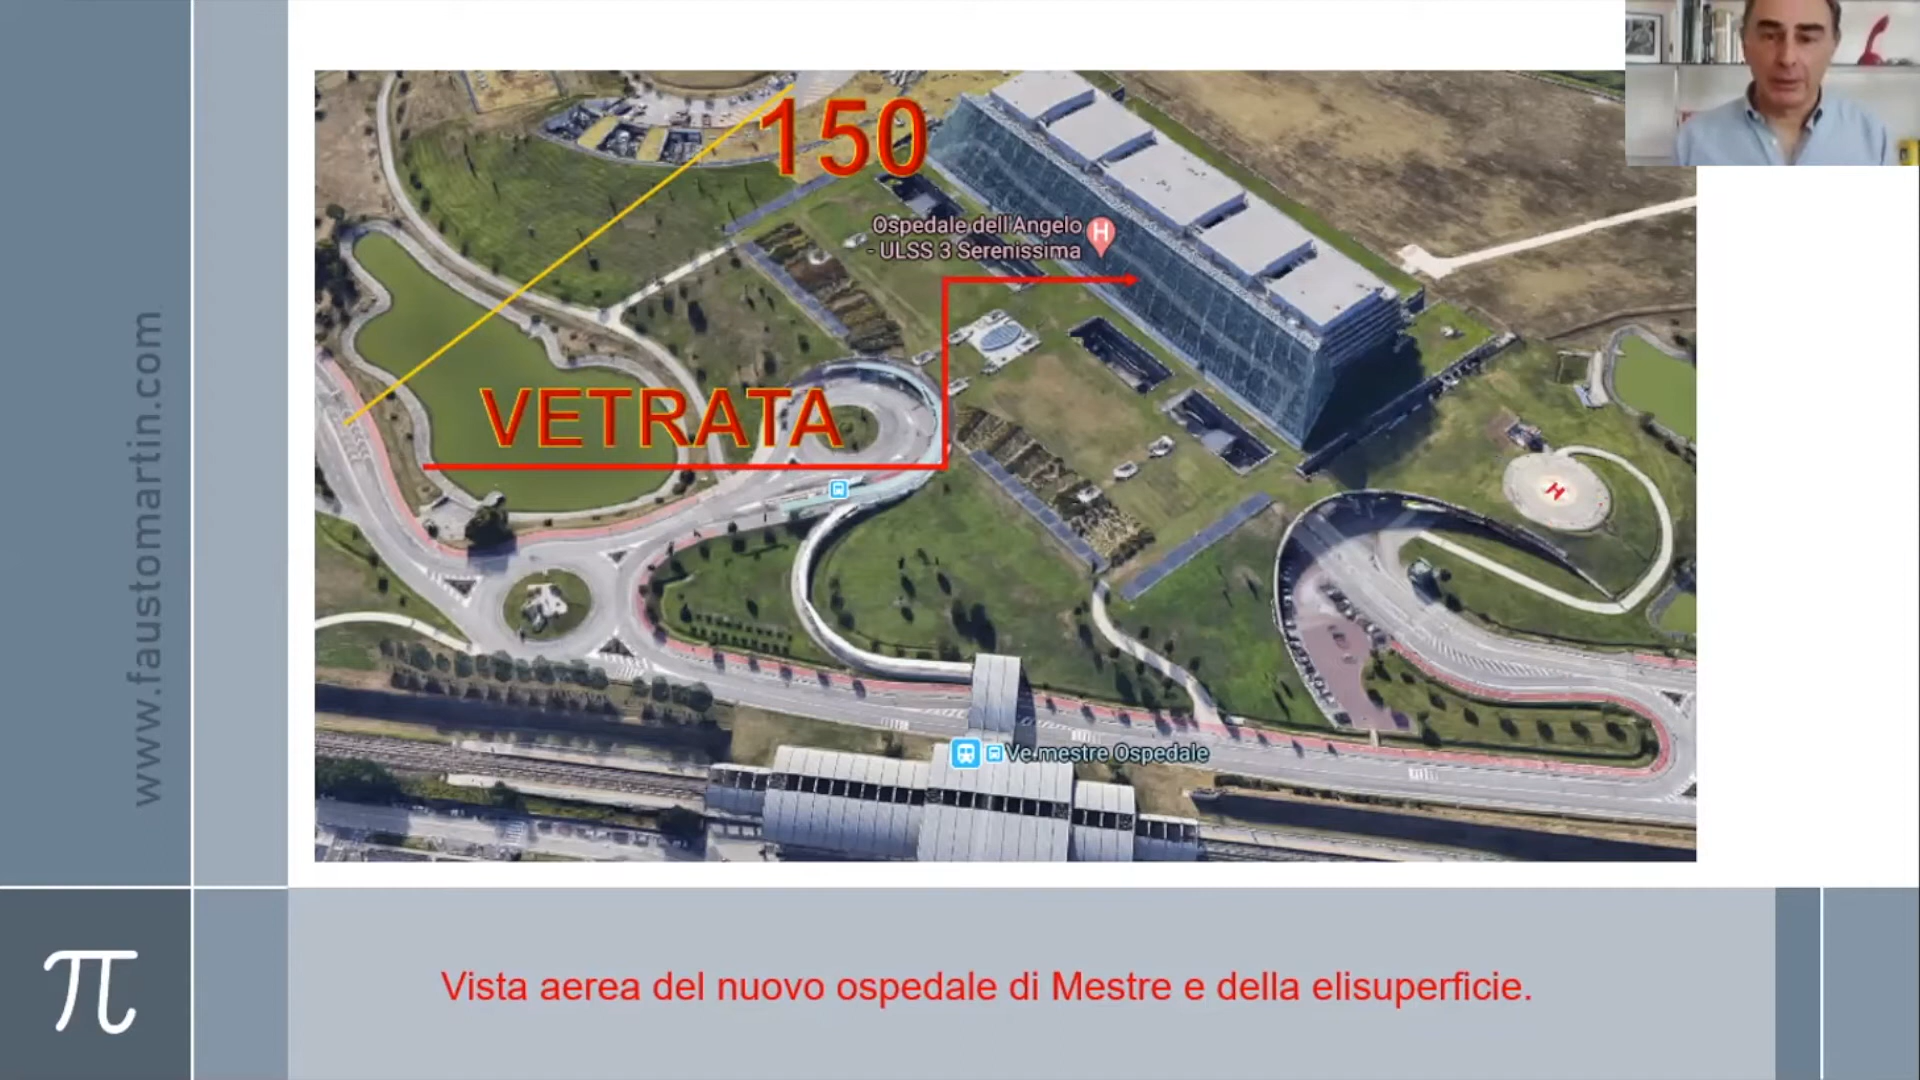 www.faustomartin.com
150
Ospedale dell'Angelo
- ULSS 3 Serenissima
H
VETRATA
H
Ve.mestre Ospedale
π
Vista aerea del nuovo ospedale di Mestre e della elisuperficie.